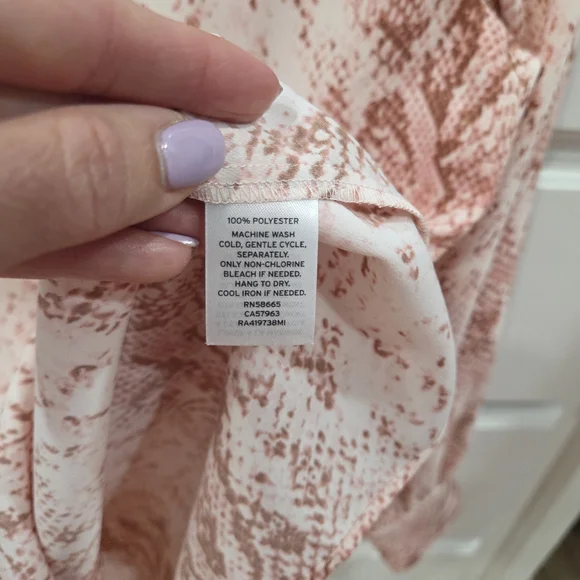 100% POLYESTER
MACHINE WASH
COLD, GENTLE CYCLE,
SEPARATELY.
ONLY NON-CHLORINE
BLEACH IF NEEDED.
HANG TO DRY.
COOL IRON IF NEEDED.
RN58665
CA57963
RA419738MI